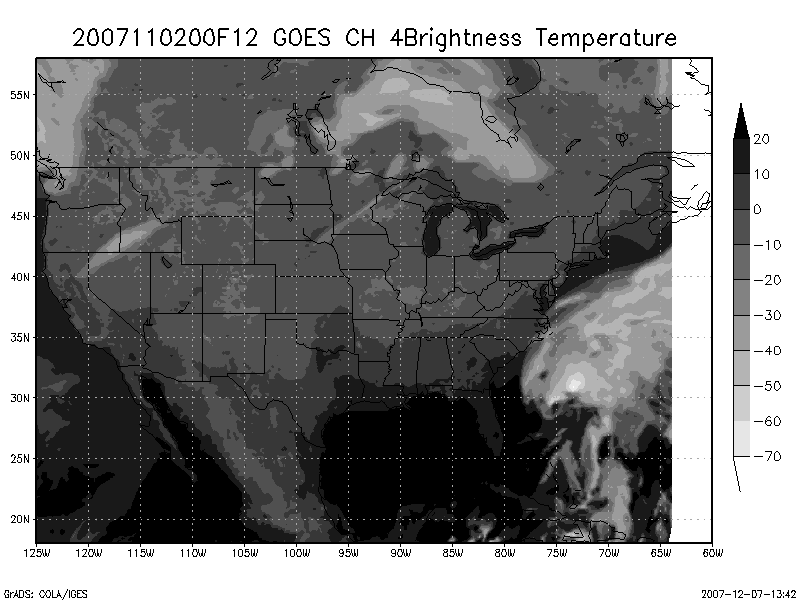 2007110200F12 GOES CH 4Brightness Temperature
55N
50N
45N
40N
35N
30N
25N
20N
125W 120W 115W 110W 105W 100W 95W 90W 85W 80W 75W 70W 65W 60W
20
10
0
−10
−20
−30
−40
−50
−60
−70
GrADS: COLA/IGES
2007-12-07-13:42